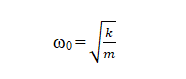 ω₀ = √(k/m)